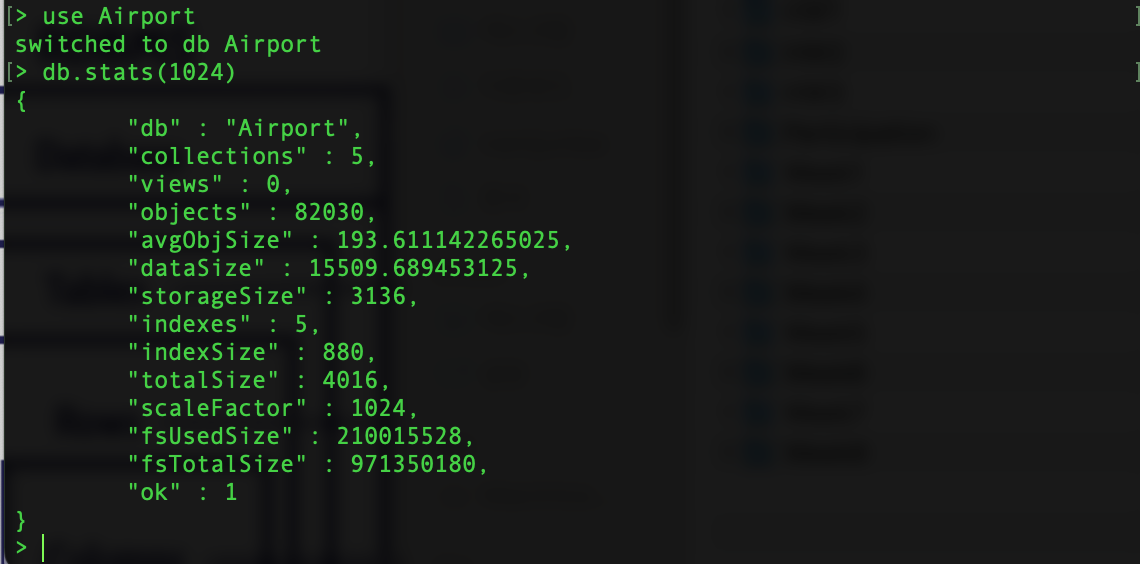 [> use Airport ]
switched to db Airport
[> db.stats(1024) ]
{
"db" : "Airport",
"collections" : 5,
"views" : 0,
"objects" : 82030,
"avgObjSize" : 193.611142265025,
"dataSize" : 15509.689453125,
"storageSize" : 3136,
"indexes" : 5,
"indexSize" : 880,
"totalSize" : 4016,
"scaleFactor" : 1024,
"fsUsedSize" : 210015528,
"fsTotalSize" : 971350180,
"ok" : 1
}
>